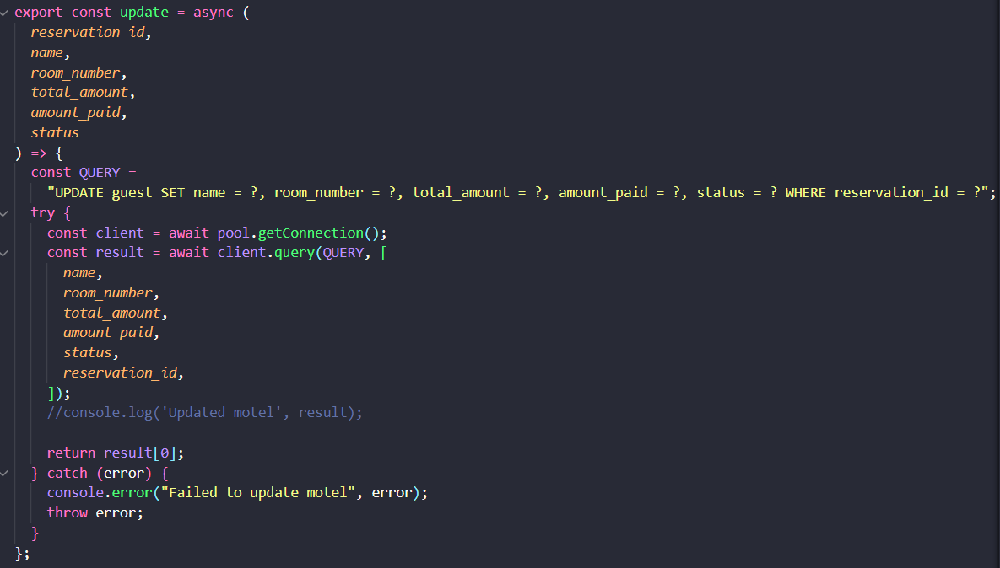 export const update = async (
reservation_id,
name,
room_number,
total_amount,
amount_paid,
status
) => {
const QUERY =
"UPDATE guest SET name = ?, room_number = ?, total_amount = ?, amount_paid = ?, status = ? WHERE reservation_id = ?";
try {
const client = await pool.getConnection();
const result = await client.query(QUERY, [
name,
room_number,
total_amount,
amount_paid,
status,
reservation_id,
]);
//console.log('Updated motel', result);
return result[0];
} catch (error) {
console.error("Failed to update motel", error);
throw error;
}
};